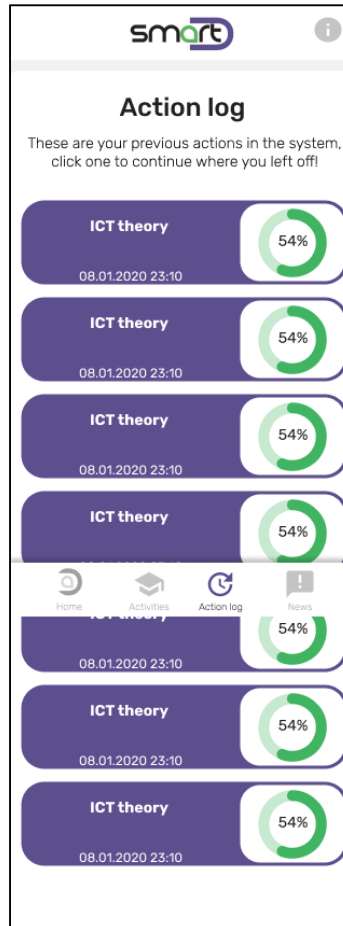 smart
Action log
These are your previous actions in the system,
click one to continue where you left off!
ICT theory
54%
08.01.2020 23:10
ICT theory
54%
08.01.2020 23:10
ICT theory
54%
08.01.2020 23:10
ICT theory
54%
Home Activities Action log News
54%
08.01.2020 23:10
ICT theory
54%
08.01.2020 23:10
ICT theory
54%
08.01.2020 23:10